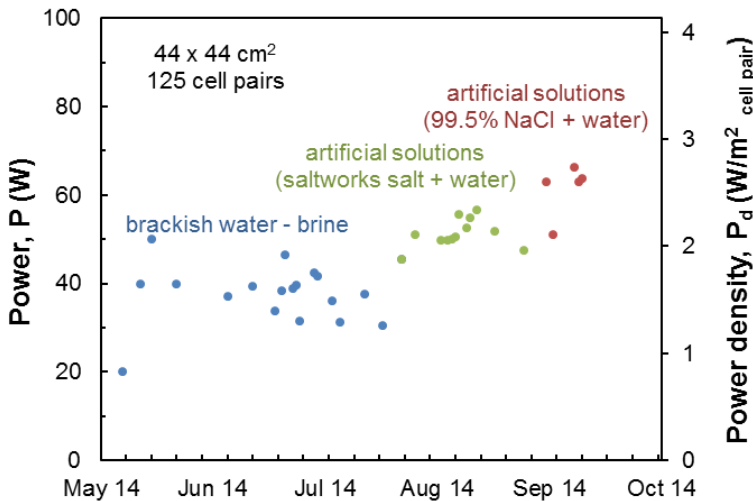 44 x 44 cm²
125 cell pairs
artificial solutions
(99.5% NaCl + water)
artificial solutions
(saltworks salt + water)
brackish water - brine
Power, P (W)
100
80
60
40
20
0
Power density, P_d (W/m² cell pair)
4
3
2
1
0
May 14 Jun 14 Jul 14 Aug 14 Sep 14 Oct 14